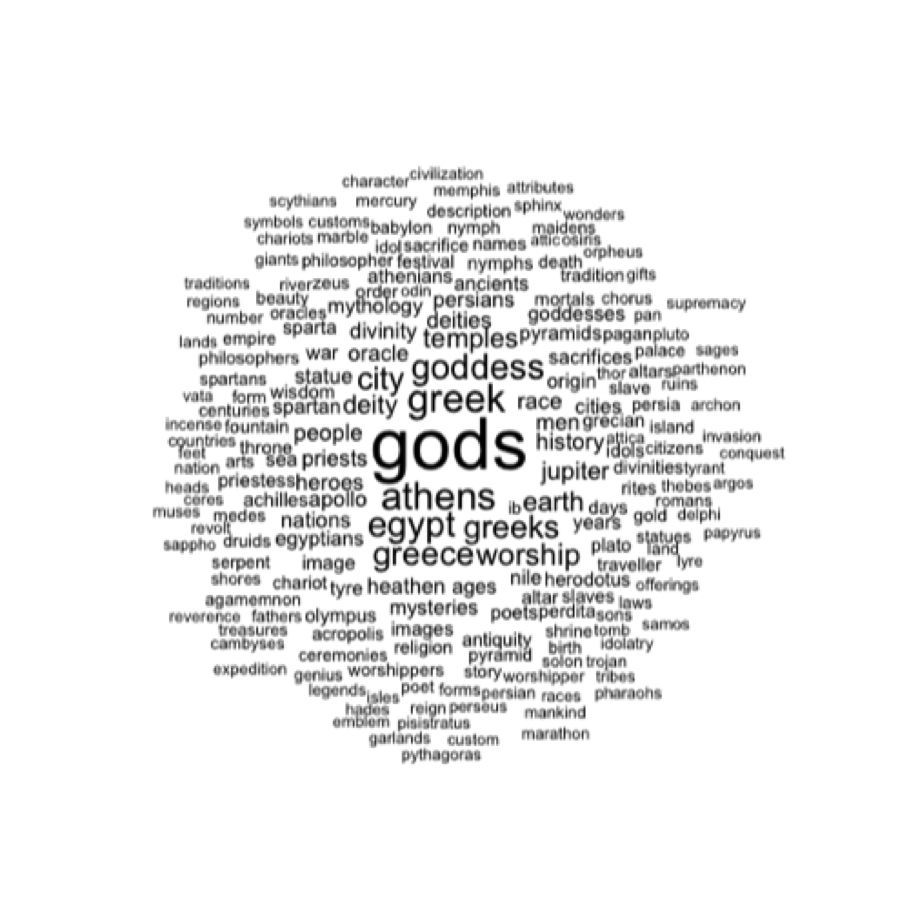 civilization
character
memphis attributes
scythians mercury
description sphinx wonders
symbols customs babylon nymph maidens
chariots marble idol sacrifice names attic osiris
orpheus
giants philosopher festival nymphs death
traditions river zeus athenians ancients tradition gifts
order odin
regions beauty mythology persians mortals chorus supremacy
number oracles deities goddesses pan
sparta divinity temples pyramids pagan pluto
lands empire
philosophers war oracle goddess sacrifices palace sages
spartans statue city origin thor altars parthenon
vata form wisdom slave ruins
centuries spartan deity greek race cities persia archon
incense fountain people gods men grecian island
countries throne history attica idols citizens invasion
feet conquest
nation arts sea priests jupiter divinities tyrant
heads priestess heroes rites thebes argos
ceres achilles apollo athens ib earth days romans
muses medes nations egypt greeks years gold delphi
revolt
sappho druids egyptians statues papyrus
serpent image greece worship plato land
traveller lyre
shores chariot tyre heathen ages nile herodotus offerings
agamemnon altar slaves laws
reverence fathers olympus mysteries poets perdita sons
treasures acropolis images shrine tomb samos
cambyses religion antiquity birth idolatry
ceremonies pyramid solon trojan
expedition genius worshippers story worshipper tribes
legends isles poet forms persian races pharaohs
hades reign perseus mankind
emblem pisistratus
garlands custom marathon
pythagoras